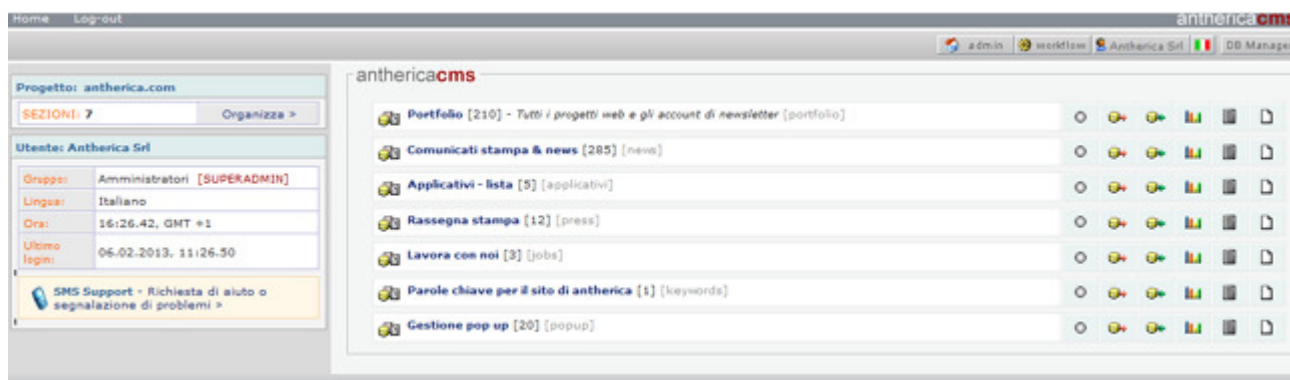 Home Log-out
antherica cms
admin workflow Antherica Srl DB Manage
Progetto: antherica.com
SEZIONI: 7 Organizza >
Utente: Antherica Srl
Gruppo: Amministratori [SUPERADMIN]
Lingua: Italiano
Ora: 16:26.42, GMT +1
Ultimo login: 06.02.2013, 11:26.50
SMS Support - Richiesta di aiuto o
segnalazione di problemi >
anthericacms
Portfolio [210] - Tutti i progetti web e gli account di newsletter [portfolio]
Comunicati stampa & news [285] [news]
Applicativi - lista [5] [applicativi]
Rassegna stampa [12] [press]
Lavora con noi [3] [jobs]
Parole chiave per il sito di antherica [1] [keywords]
Gestione pop up [20] [popup]